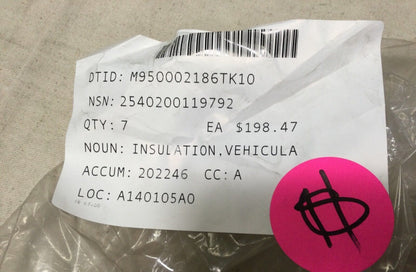 DTID: M950002186TK10
NSN: 2540200119792
QTY: 7 EA $198.47
NOUN: INSULATION,VEHICULA
ACCUM: 202246 CC: A
LOC: A140105A0